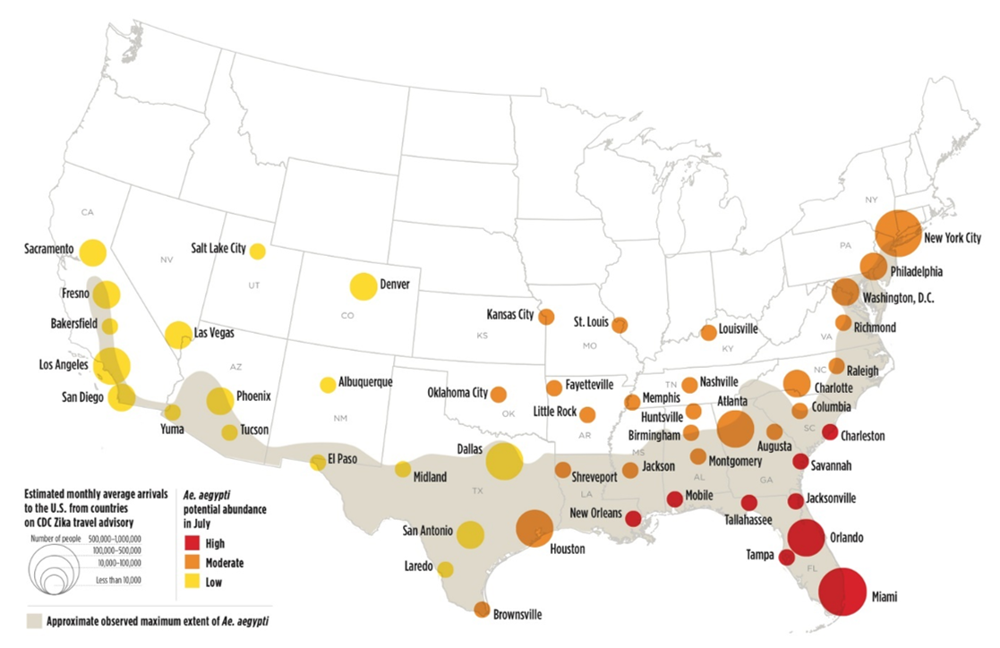 CA
NV
UT
CO
AZ
NM
KS
MO
OK
AR
TX
LA
MS
AL
GA
TN
KY
FL
SC
NC
VA
PA
NY
Sacramento
Fresno
Bakersfield
Los Angeles
San Diego
Yuma
Las Vegas
Salt Lake City
Phoenix
Tucson
Denver
Albuquerque
El Paso
Midland
Dallas
San Antonio
Laredo
Brownsville
Houston
Kansas City
St. Louis
Oklahoma City
Fayetteville
Little Rock
Shreveport
New Orleans
Jackson
Memphis
Louisville
Nashville
Huntsville
Birmingham
Montgomery
Mobile
Atlanta
Augusta
Tallahassee
Jacksonville
Orlando
Tampa
Miami
Savannah
Charleston
Columbia
Charlotte
Raleigh
Richmond
Washington, D.C.
Philadelphia
New York City
Estimated monthly average arrivals
to the U.S. from countries
on CDC Zika travel advisory
Number of people
500,000–1,000,000
100,000–500,000
10,000–100,000
Less than 10,000
Ae. aegypti
potential abundance
in July
High
Moderate
Low
Approximate observed maximum extent of Ae. aegypti